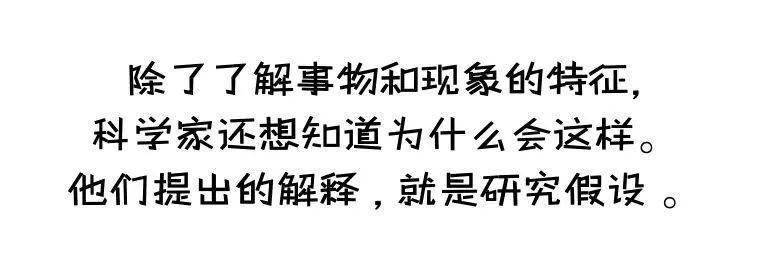 除了了解事物和现象的特征,
科学家还想知道为什么会这样。
他们提出的解释,就是研究假设。